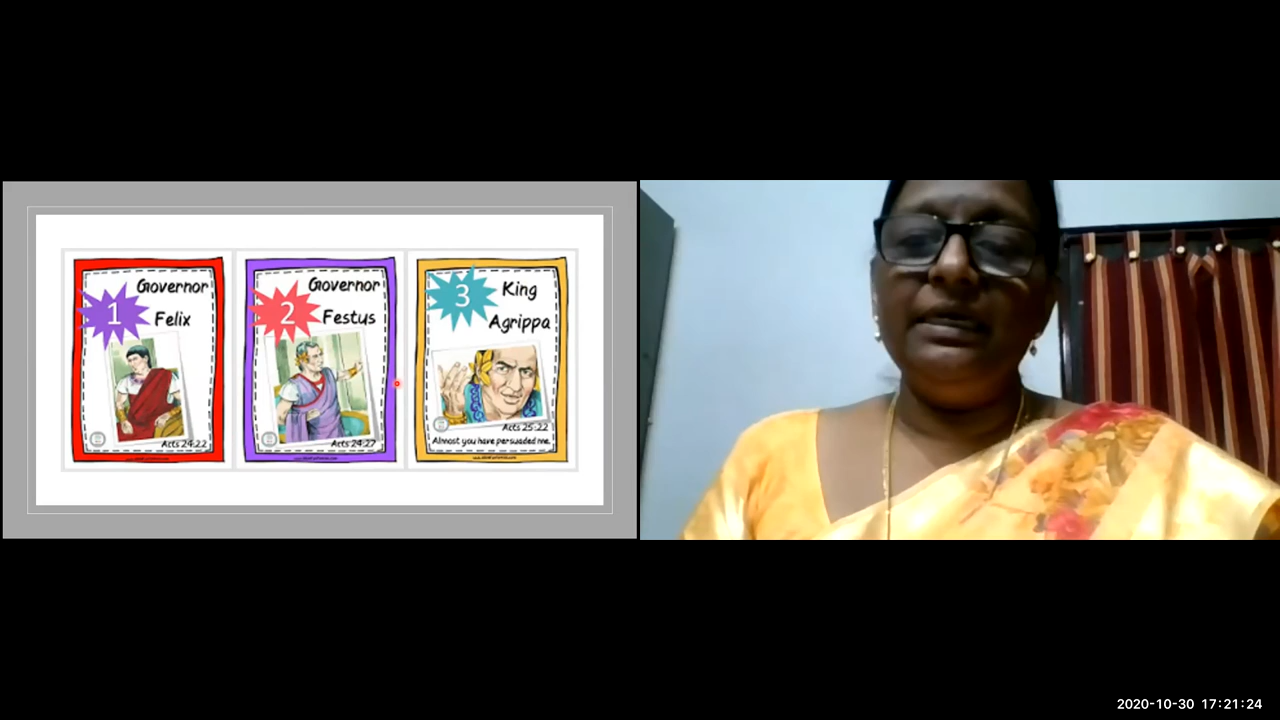 Governor
1
Felix
Acts 24:22
Governor
2
Festus
Acts 24:27
3
King
Agrippa
Acts 25:22
Almost you have persuaded me.
2020-10-30 17:21:24